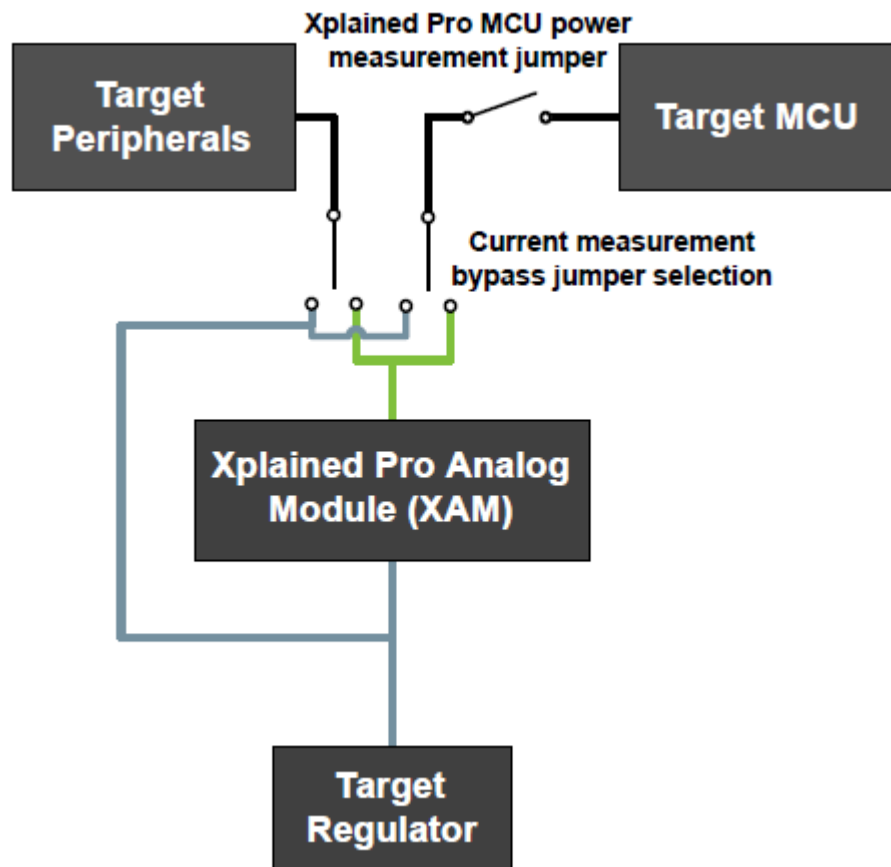 Xplained Pro MCU power
measurement jumper
Target
Peripherals
Target MCU
Current measurement
bypass jumper selection
Xplained Pro Analog
Module (XAM)
Target
Regulator